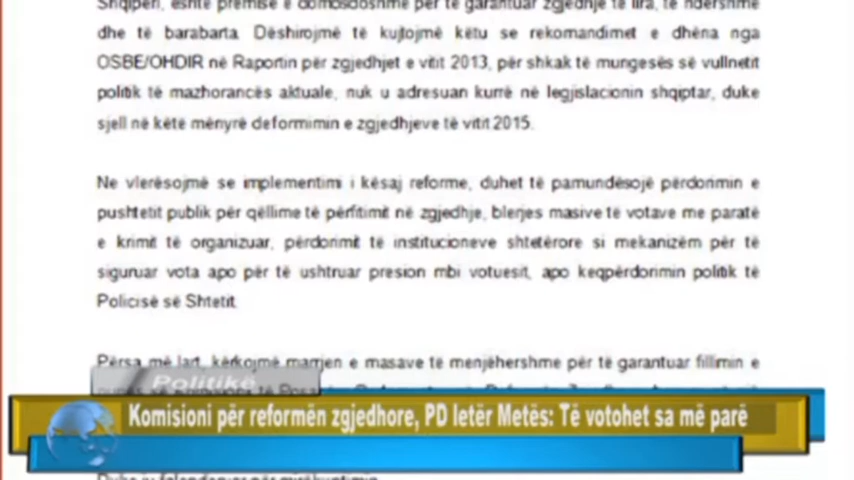 Shqipëri, është premisë e domosdoshme për të garantuar zgjedhje të lira, të ndershme
dhe të barabarta. Dëshirojmë të kujtojmë këtu se rekomandimet e dhëna nga
OSBE/OHDIR në Raportin për zgjedhjet e vitit 2013, për shkak të mungesës së vullnetit
politik të mazhorancës aktuale, nuk u adresuan kurrë në legjislacionin shqiptar, duke
sjell në këtë mënyrë deformimin e zgjedhjeve të vitit 2015.
Ne vlerësojmë se implementimi i kësaj reforme, duhet të pamundësojë përdorimin e
pushtetit publik për qëllime të përfitimit në zgjedhje, blerjes masive të votave me paratë
e krimit të organizuar, përdorimit të institucioneve shtetërore si mekanizëm për të
siguruar vota apo për të ushtruar presion mbi votuesit, apo keqpërdorimin politik të
Policisë së Shtetit.
Përsa më lart, kërkojmë marrjen e masave të menjëhershme për të garantuar fillimin e
Politikë
Komisioni për reformën zgjedhore, PD letër Metës: Të votohet sa më parë